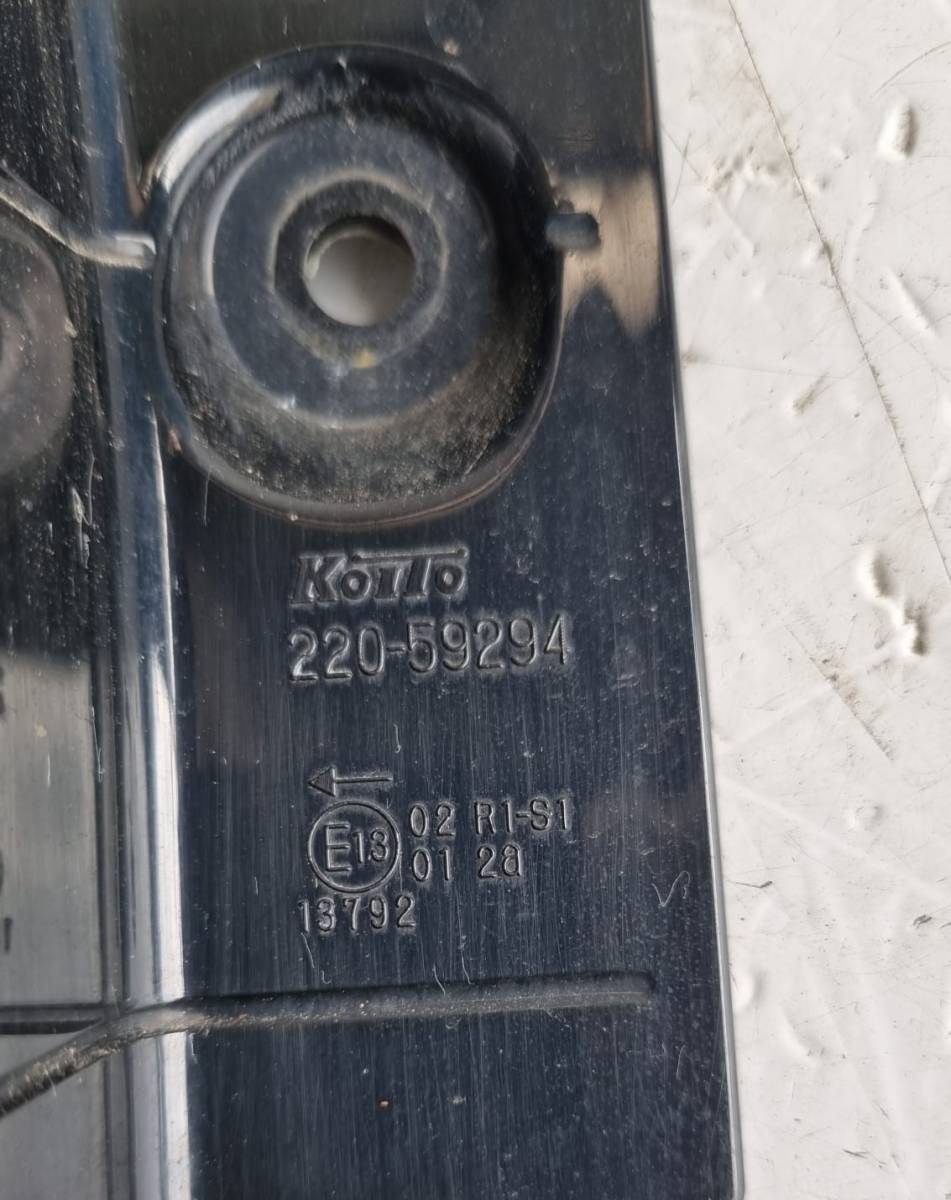 KOITO
220-59294
E13 02 R1-S1
01 2a
13792